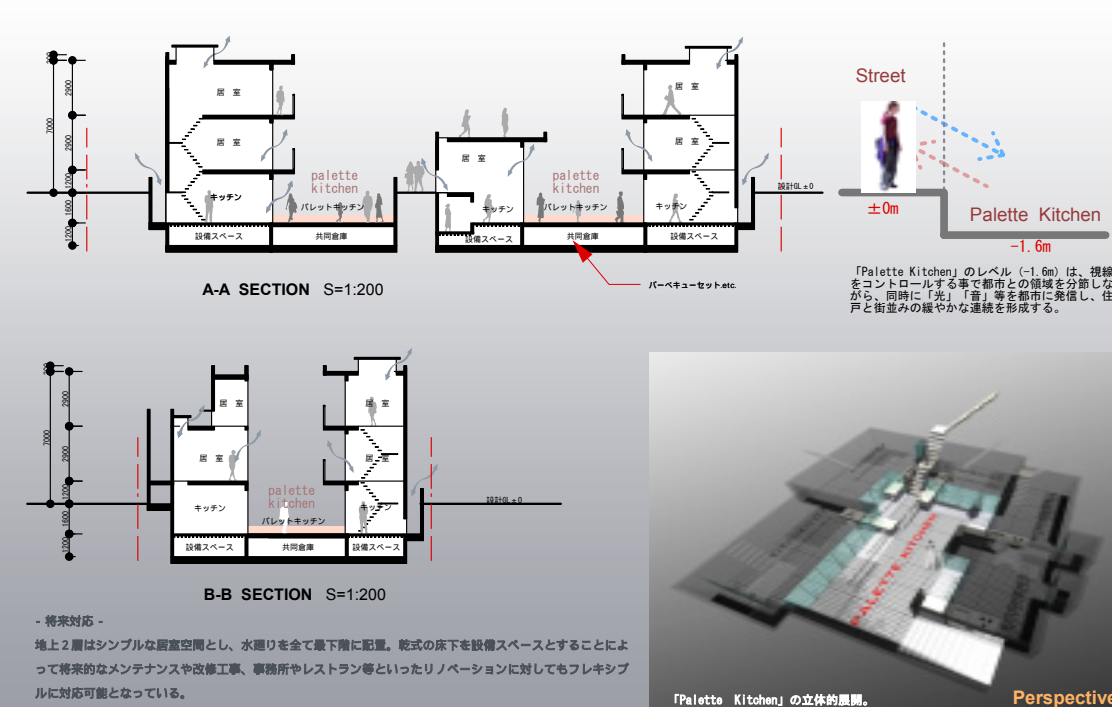 居 室
居 室
キッチン
palette
kitchen
パレットキッチン
設備スペース
共同倉庫
居 室
キッチン
設備スペース
palette
kitchen
パレットキッチン
共同倉庫
居 室
居 室
キッチン
設備スペース
2900
2900
7000
1200
1600
1200
設計GL±0
バーベキューセット.etc.
A-A SECTION S=1:200
Street
±0m
Palette Kitchen
-1.6m
「Palette Kitchen」のレベル（-1.6m）は、視線
をコントロールする事で都市との領域を分節しな
がら、同時に「光」「音」等を都市に発信し、住
戸と街並みの緩やかな連続を形成する。
2900
2900
7000
1200
1600
1200
居 室
居 室
キッチン
設備スペース
palette
kitchen
パレットキッチン
共同倉庫
居 室
居 室
キッチン
設備スペース
設計GL±0
B-B SECTION S=1:200
- 将来対応 -
地上２層はシンプルな居室空間とし、水廻りを全て最下階に配置。乾式の床下を設備スペースとすることによ
って将来的なメンテナンスや改修工事、事務所やレストラン等といったリノベーションに対してもフレキシブ
ルに対応可能となっている。
PALETTE KITCHEN
「Palette Kitchen」の立体的展開。
Perspective